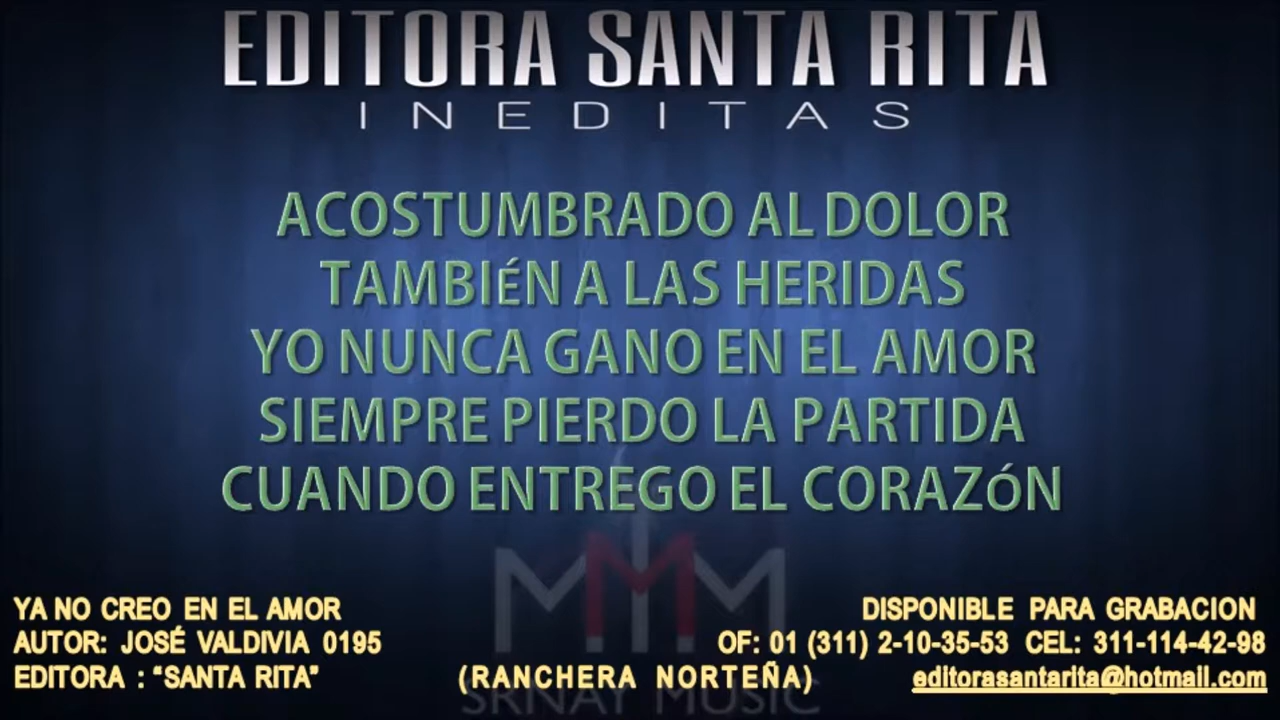 EDITORA SANTA RITA
INEDITAS
ACOSTUMBRADO AL DOLOR
TAMBIÉN A LAS HERIDAS
YO NUNCA GANO EN EL AMOR
SIEMPRE PIERDO LA PARTIDA
CUANDO ENTREGO EL CORAZÓN
MMM
YA NO CREO EN EL AMOR
AUTOR: JOSÉ VALDIVIA 0195
EDITORA : “SANTA RITA”
(RANCHERA NORTEÑA)
SRNAY MUSIC
DISPONIBLE PARA GRABACION
OF: 01 (311) 2-10-35-53 CEL: 311-114-42-98
editorasantarita@hotmail.com